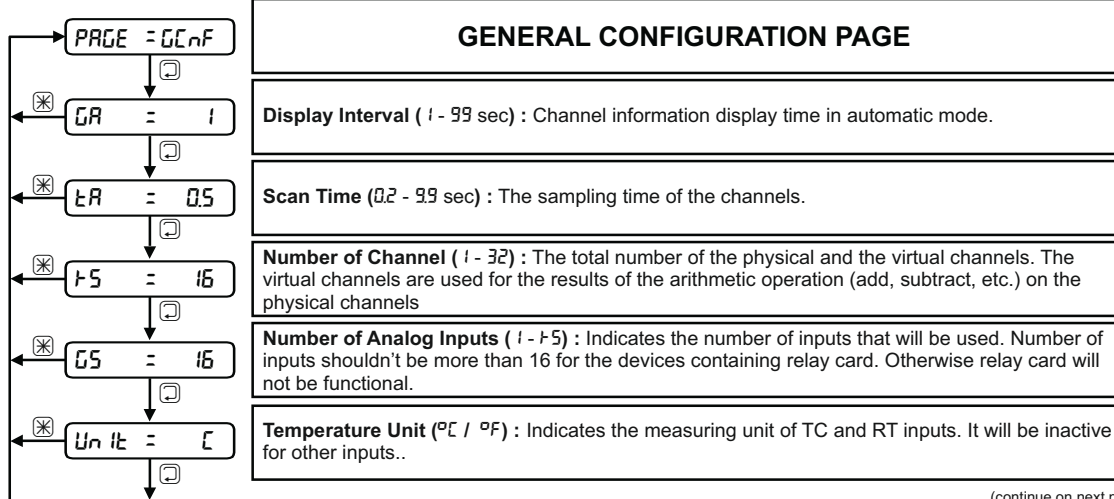 PAGE = GCnF
GENERAL CONFIGURATION PAGE
GA = 1
Display Interval ( 1 - 99 sec) : Channel information display time in automatic mode.
tA = 0.5
Scan Time (0.2 - 9.9 sec) : The sampling time of the channels.
tS = 16
Number of Channel ( 1 - 32) : The total number of the physical and the virtual channels. The
virtual channels are used for the results of the arithmetic operation (add, subtract, etc.) on the
physical channels
GS = 16
Number of Analog Inputs ( 1 - tS) : Indicates the number of inputs that will be used. Number of
inputs shouldn't be more than 16 for the devices containing relay card. Otherwise relay card will
not be functional.
Unit = C
Temperature Unit (ºC / ºF) : Indicates the measuring unit of TC and RT inputs. It will be inactive
for other inputs..
(continue on next